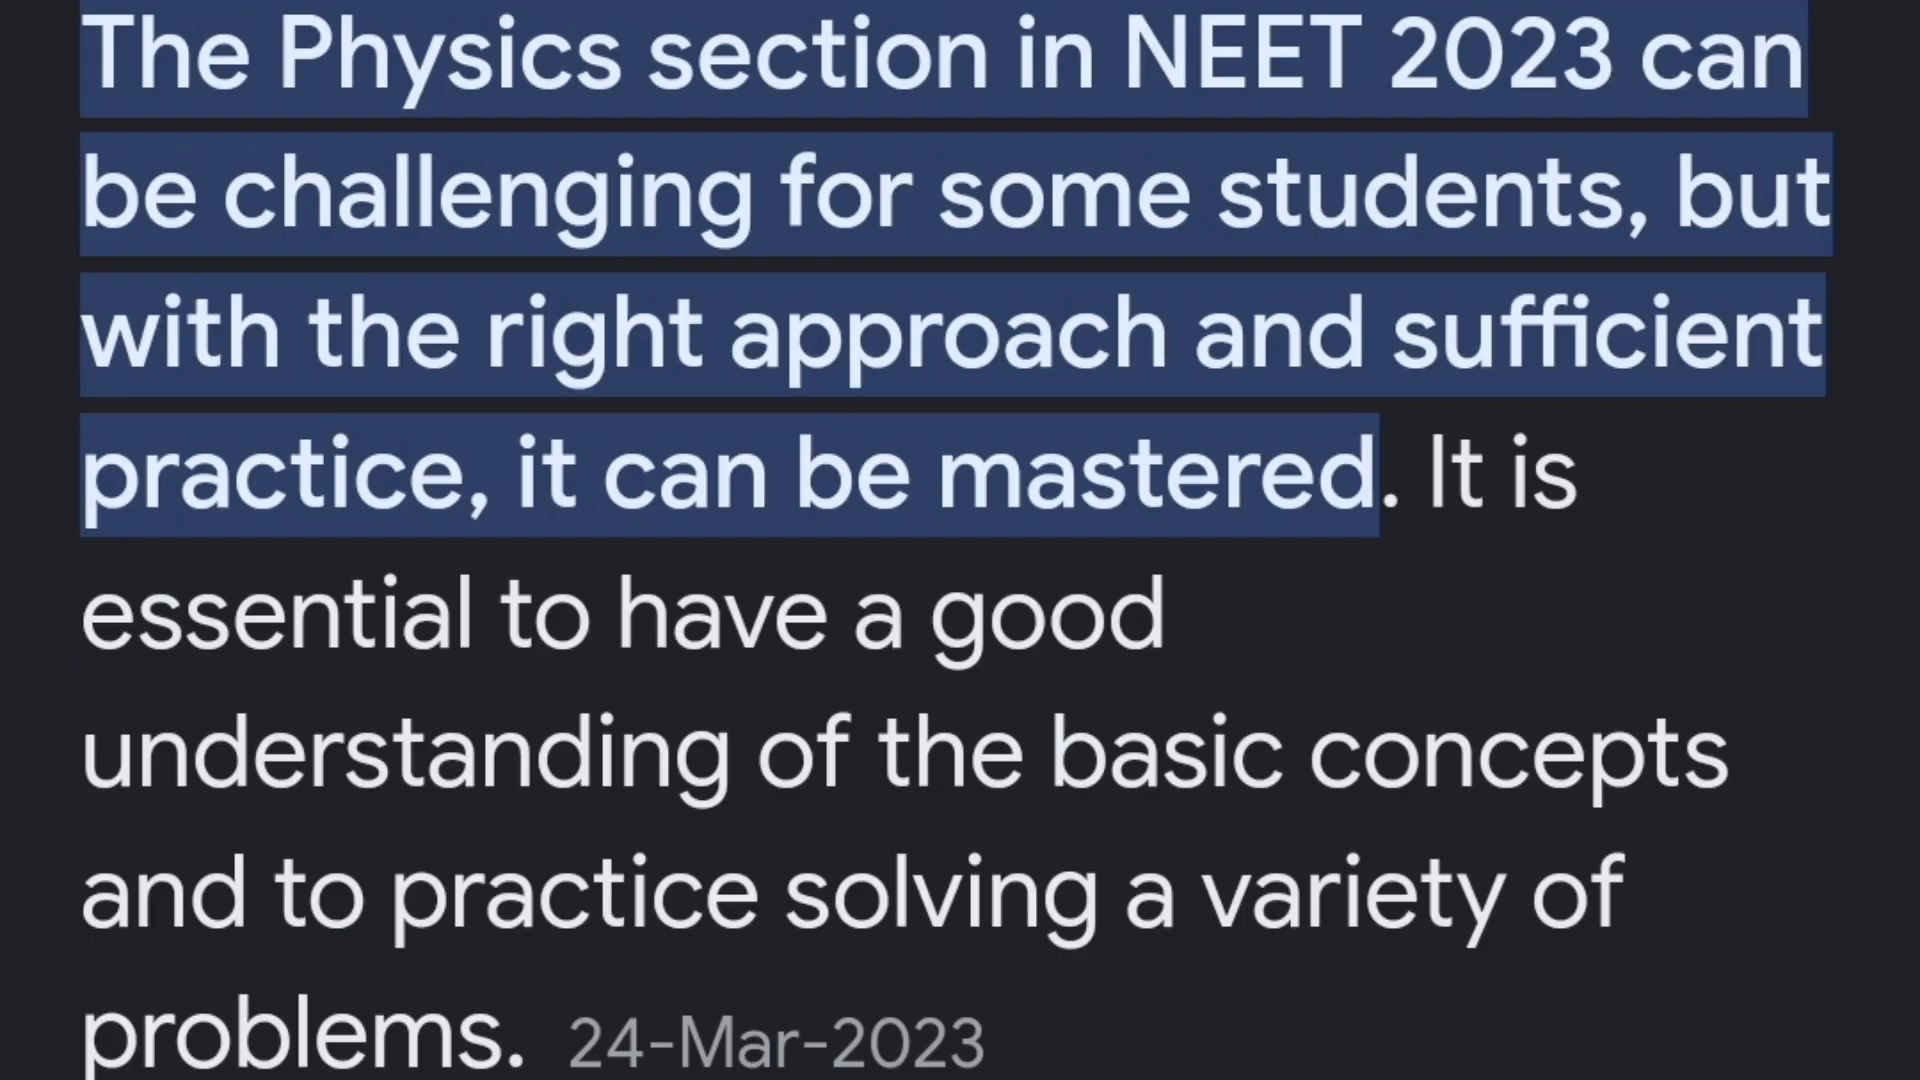 The Physics section in NEET 2023 can
be challenging for some students, but
with the right approach and sufficient
practice, it can be mastered. It is
essential to have a good
understanding of the basic concepts
and to practice solving a variety of
problems. 24-Mar-2023